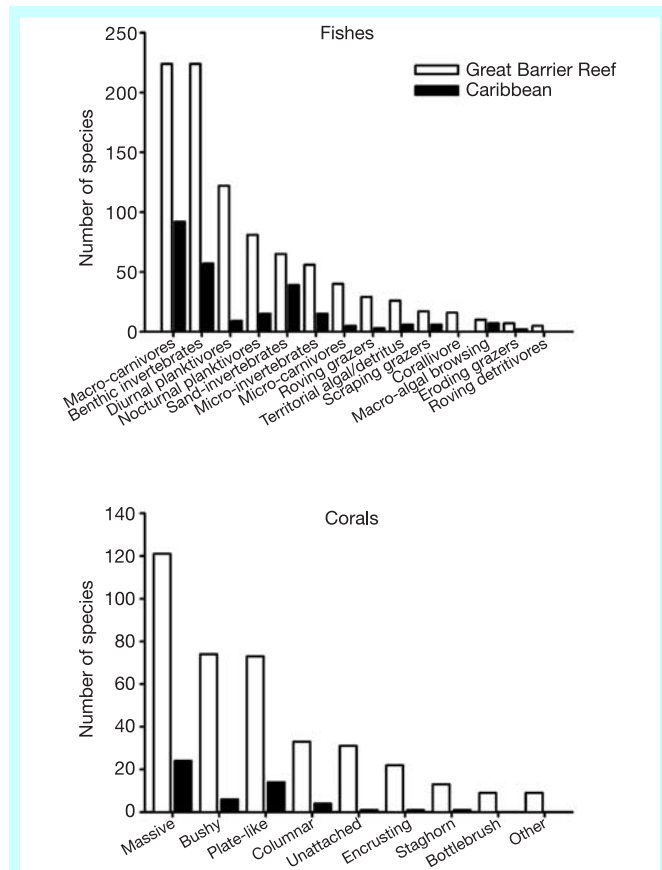 Fishes
Great Barrier Reef
Caribbean
Number of species
250
200
150
100
50
0
Macro-carnivores
Benthic invertebrates
Diurnal planktivores
Nocturnal planktivores
Sand-invertebrates
Micro-invertebrates
Micro-carnivores
Roving grazers
Territorial algal/detritus
Scraping grazers
Corallivore
Macro-algal browsing
Eroding grazers
Roving detritivores
Corals
Number of species
140
120
100
80
60
40
20
0
Massive
Bushy
Plate-like
Columnar
Unattached
Encrusting
Staghorn
Bottlebrush
Other